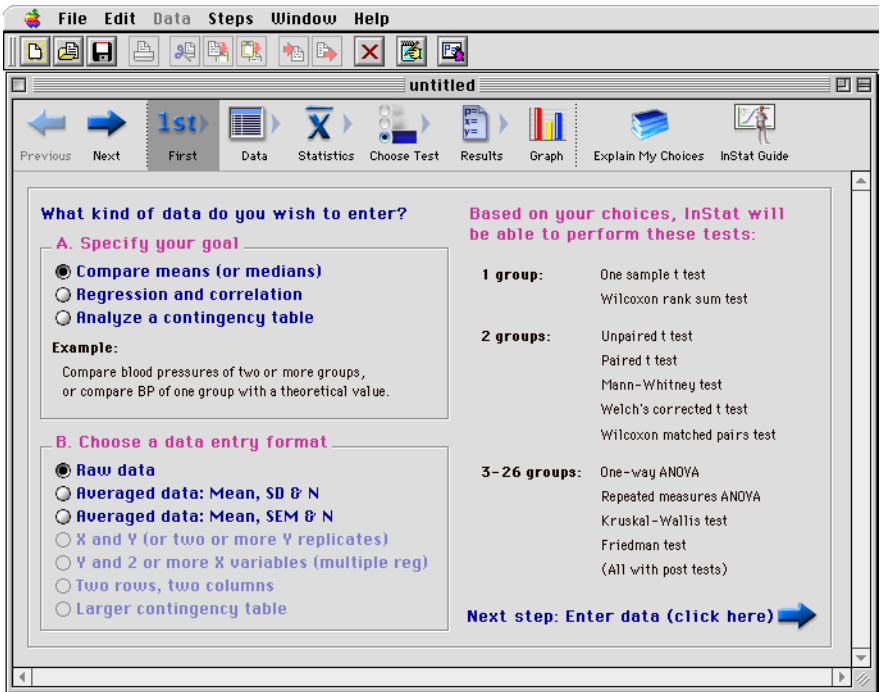 File Edit Data Steps Window Help
untitled
1st
p=
x=
y=
Previous Next First Data Statistics Choose Test Results Graph Explain My Choices InStat Guide
What kind of data do you wish to enter?
A. Specify your goal
Compare means (or medians)
Regression and correlation
Analyze a contingency table
Example:
Compare blood pressures of two or more groups,
or compare BP of one group with a theoretical value.
B. Choose a data entry format
Raw data
Averaged data: Mean, SD & N
Averaged data: Mean, SEM & N
X and Y (or two or more Y replicates)
Y and 2 or more X variables (multiple reg)
Two rows, two columns
Larger contingency table
Based on your choices, InStat will
be able to perform these tests:
1 group: One sample t test
Wilcoxon rank sum test
2 groups: Unpaired t test
Paired t test
Mann-Whitney test
Welch's corrected t test
Wilcoxon matched pairs test
3-26 groups: One-way ANOVA
Repeated measures ANOVA
Kruskal-Wallis test
Friedman test
(All with post tests)
Next step: Enter data (click here)